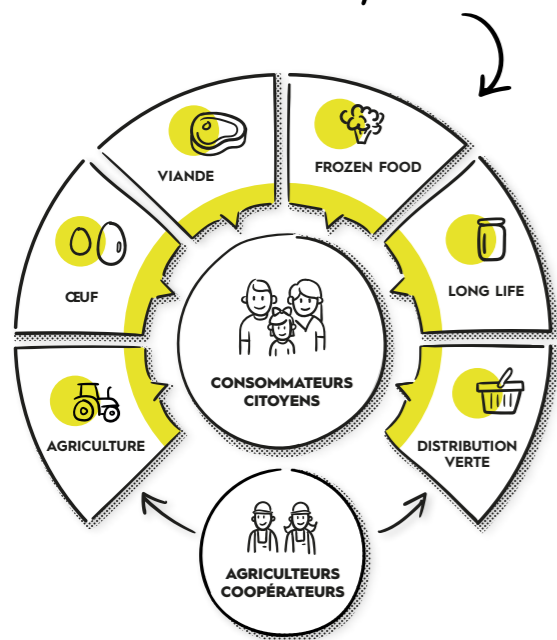 VIANDE
FROZEN FOOD
ŒUF
LONG LIFE
CONSOMMATEURS
CITOYENS
AGRICULTURE
DISTRIBUTION
VERTE
AGRICULTEURS
COOPÉRATEURS